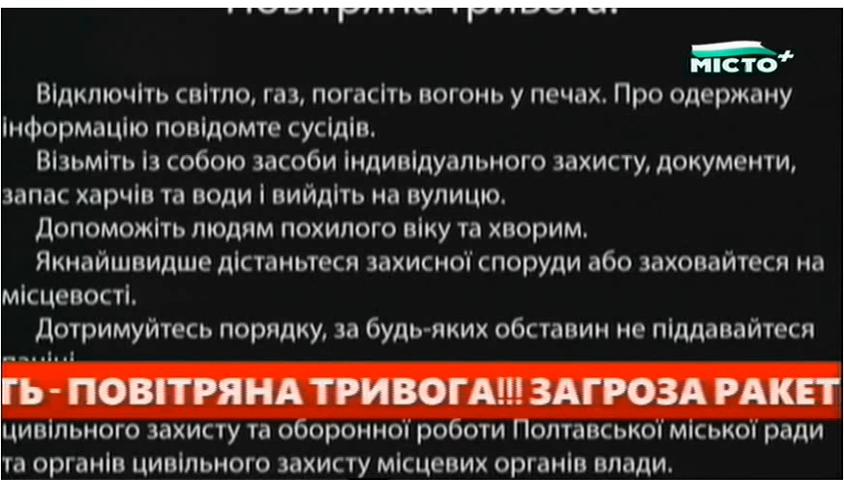 Повітряна тривога!
МІСТО+
Відключіть світло, газ, погасіть вогонь у печах. Про одержану
інформацію повідомте сусідів.
Візьміть із собою засоби індивідуального захисту, документи,
запас харчів та води і вийдіть на вулицю.
Допоможіть людям похилого віку та хворим.
Якнайшвидше дістаньтеся захисної споруди або заховайтеся на
місцевості.
Дотримуйтесь порядку, за будь-яких обставин не піддавайтеся
паніці.
ТЬ - ПОВІТРЯНА ТРИВОГА!!! ЗАГРОЗА РАКЕТ
цивільного захисту та оборонної роботи Полтавської міської ради
та органів цивільного захисту місцевих органів влади.